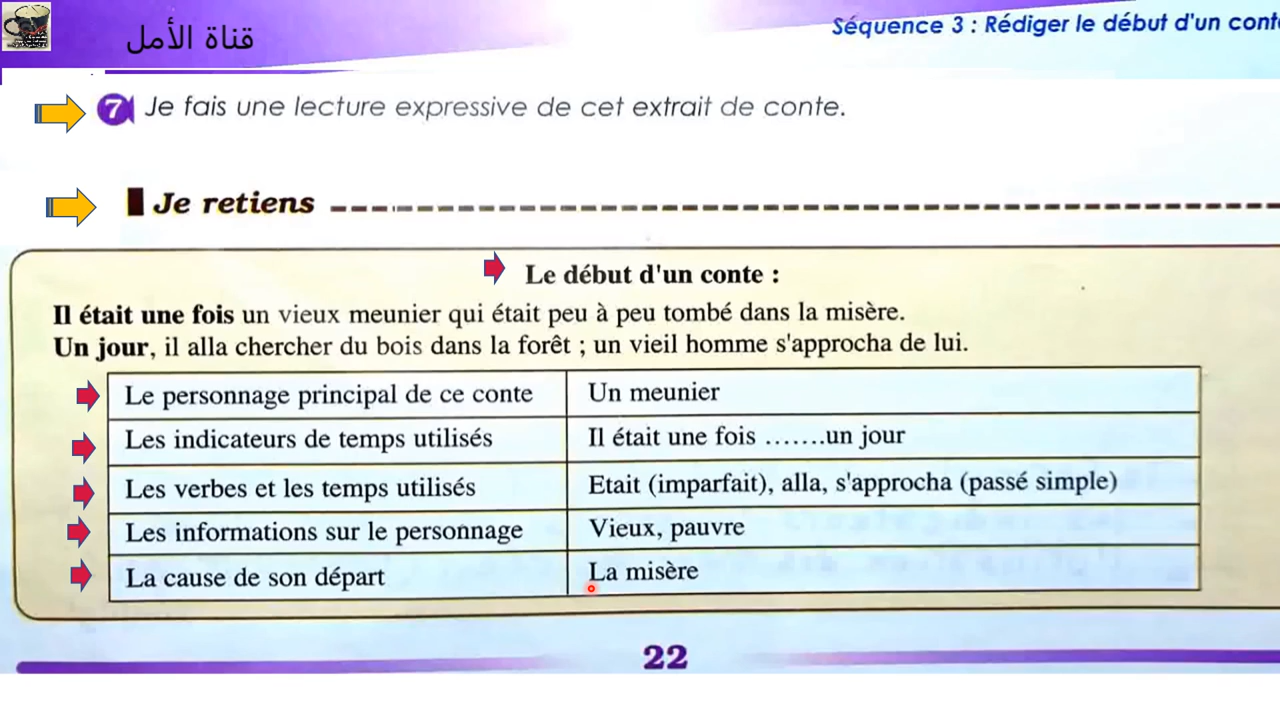 قناة الأمل
Séquence 3 : Rédiger le début d'un cont
7 Je fais une lecture expressive de cet extrait de conte.
Je retiens
Le début d'un conte :
Il était une fois un vieux meunier qui était peu à peu tombé dans la misère.
Un jour, il alla chercher du bois dans la forêt ; un vieil homme s'approcha de lui.
Le personnage principal de ce conte Un meunier
Les indicateurs de temps utilisés Il était une fois .......un jour
Les verbes et les temps utilisés Etait (imparfait), alla, s'approcha (passé simple)
Les informations sur le personnage Vieux, pauvre
La cause de son départ La misère
22